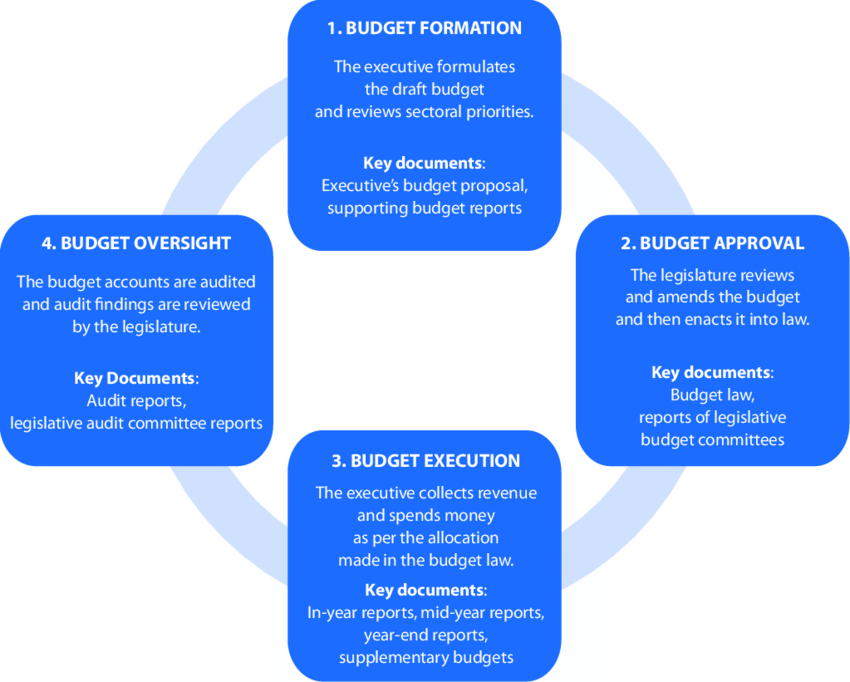 1. BUDGET FORMATION
The executive formulates
the draft budget
and reviews sectoral priorities.
Key documents:
Executive’s budget proposal,
supporting budget reports
2. BUDGET APPROVAL
The legislature reviews
and amends the budget
and then enacts it into law.
Key documents:
Budget law,
reports of legislative
budget committees
3. BUDGET EXECUTION
The executive collects revenue
and spends money
as per the allocation
made in the budget law.
Key documents:
In-year reports, mid-year reports,
year-end reports,
supplementary budgets
4. BUDGET OVERSIGHT
The budget accounts are audited
and audit findings are reviewed
by the legislature.
Key Documents:
Audit reports,
legislative audit committee reports